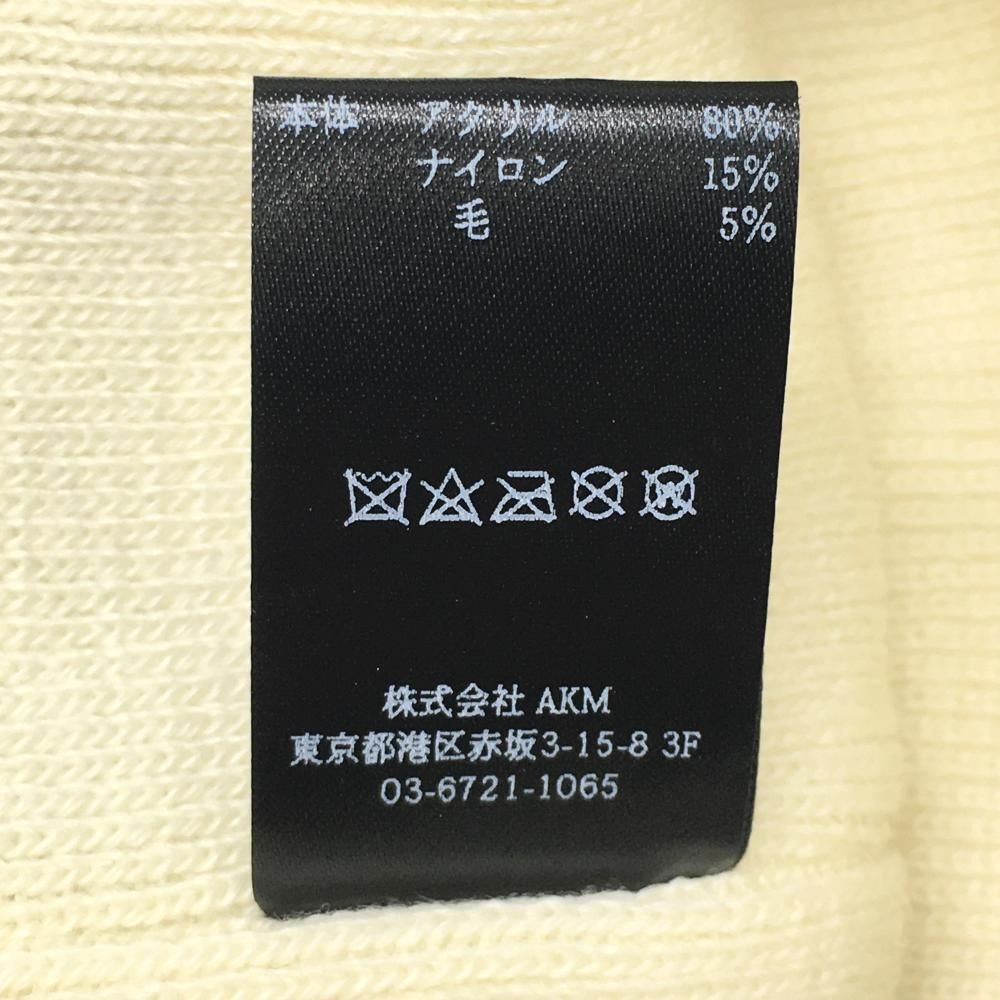 本体 アクリル 80%
ナイロン 15%
毛 5%
W
株式会社 AKM
東京都港区赤坂3-15-8 3F
03-6721-1065